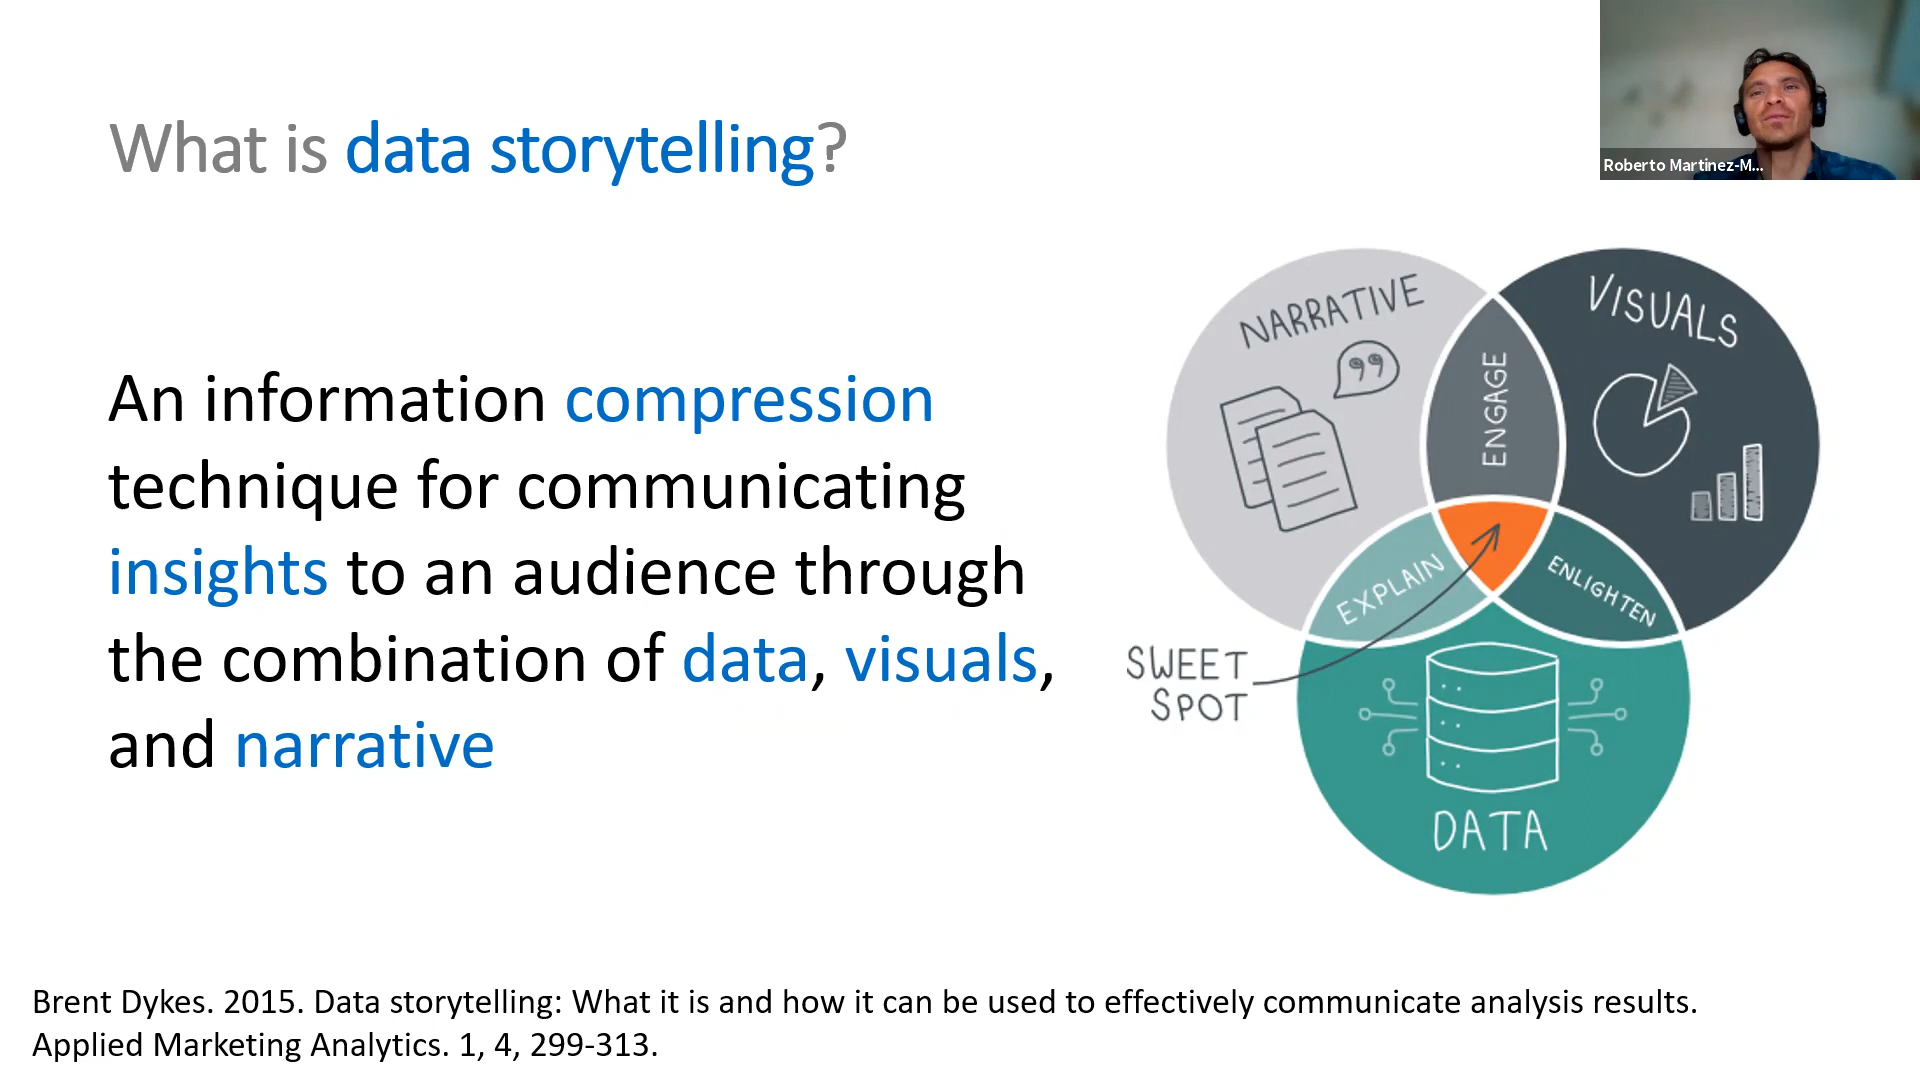 What is data storytelling?
Roberto Martinez-M...
An information compression
technique for communicating
insights to an audience through
the combination of data, visuals,
and narrative
NARRATIVE
VISUALS
ENGAGE
EXPLAIN
ENLIGHTEN
SWEET
SPOT
DATA
Brent Dykes. 2015. Data storytelling: What it is and how it can be used to effectively communicate analysis results.
Applied Marketing Analytics. 1, 4, 299-313.